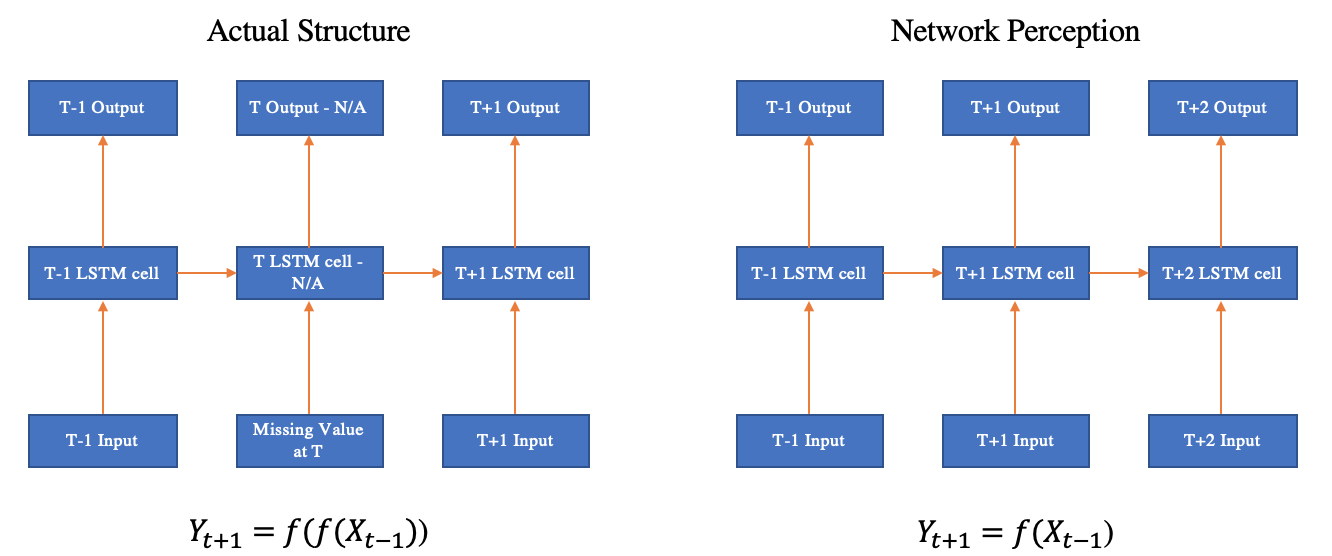 Actual Structure
T-1 Output
T Output - N/A
T+1 Output
T-1 LSTM cell
T LSTM cell -
N/A
T+1 LSTM cell
T-1 Input
Missing Value
at T
T+1 Input
Y_{t+1} = f(f(X_{t−1}))
Network Perception
T-1 Output
T+1 Output
T+2 Output
T-1 LSTM cell
T+1 LSTM cell
T+2 LSTM cell
T-1 Input
T+1 Input
T+2 Input
Y_{t+1} = f(X_{t−1})